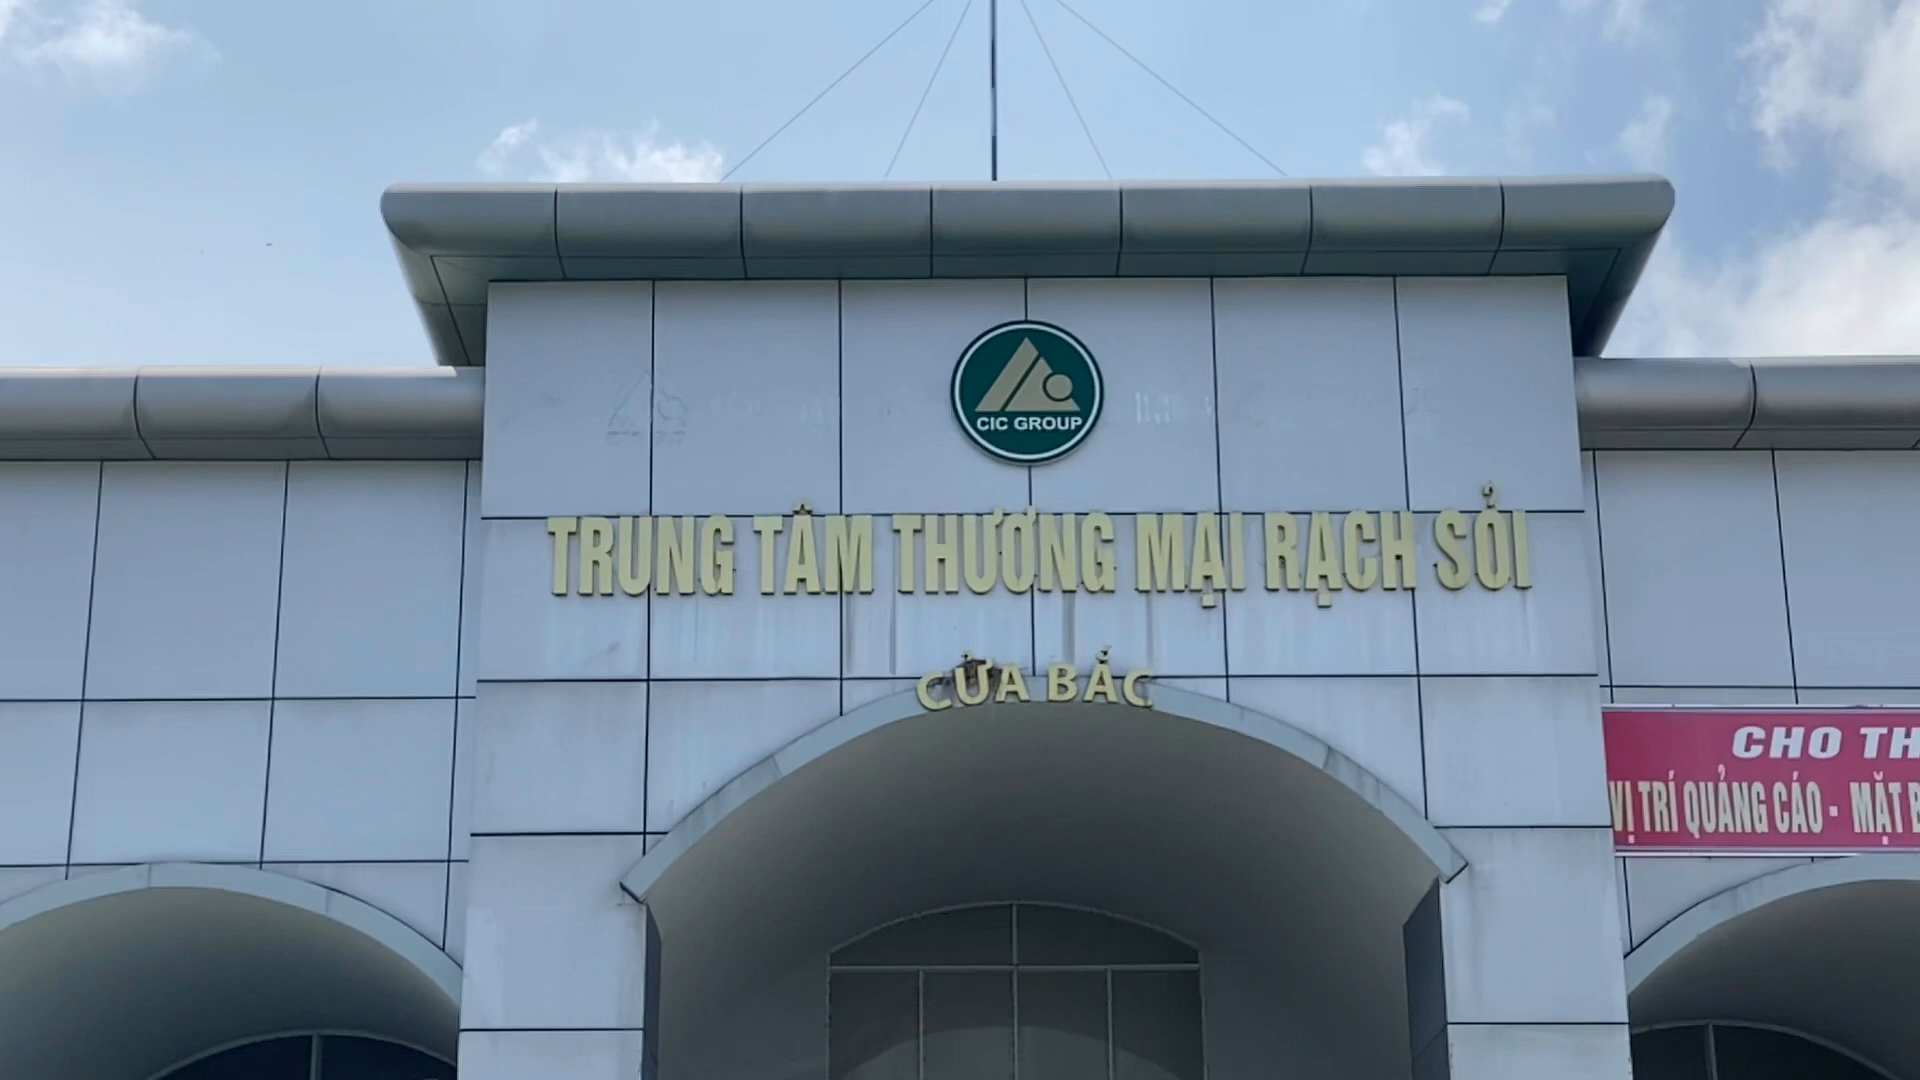 CIC GROUP
TRUNG TÂM THƯƠNG MẠI RẠCH SỎI
CỬA BẮC
CHO TH
VỊ TRÍ QUẢNG CÁO - MẶT B